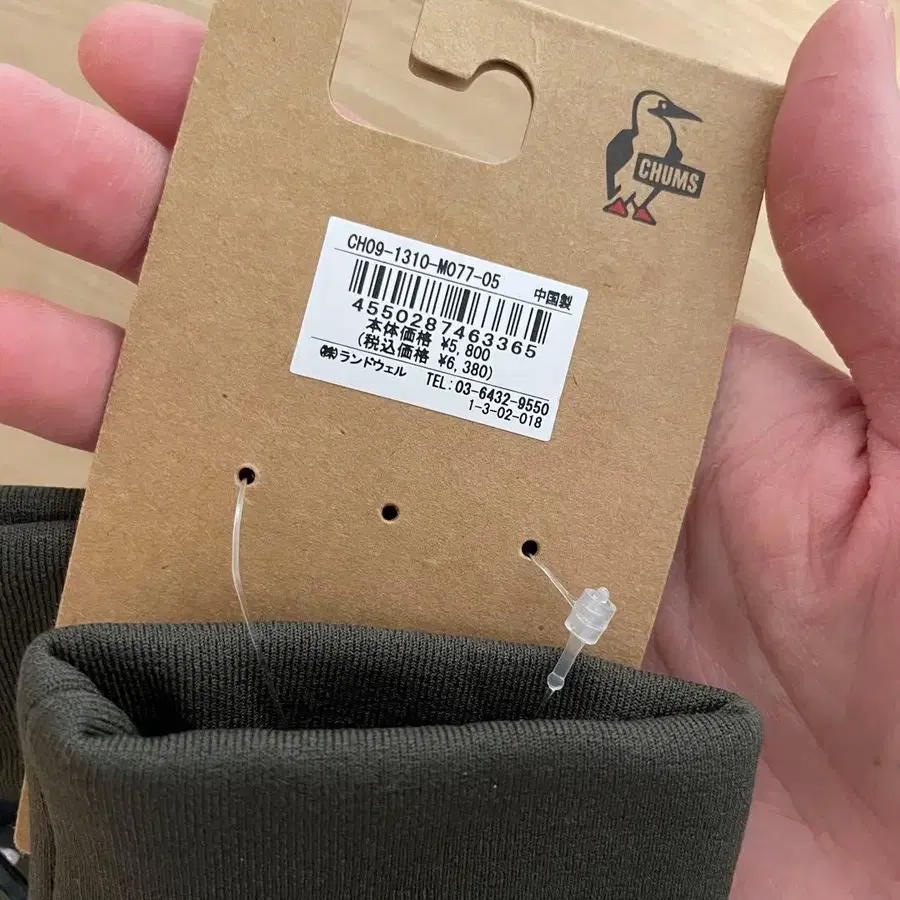 CHUMS
CH09-1310-M077-05
中国製
4550287463365
本体価格 ¥5,800
(税込価格 ¥6,380)
㈱ランドウェル TEL:03-6432-9550
1-3-02-018